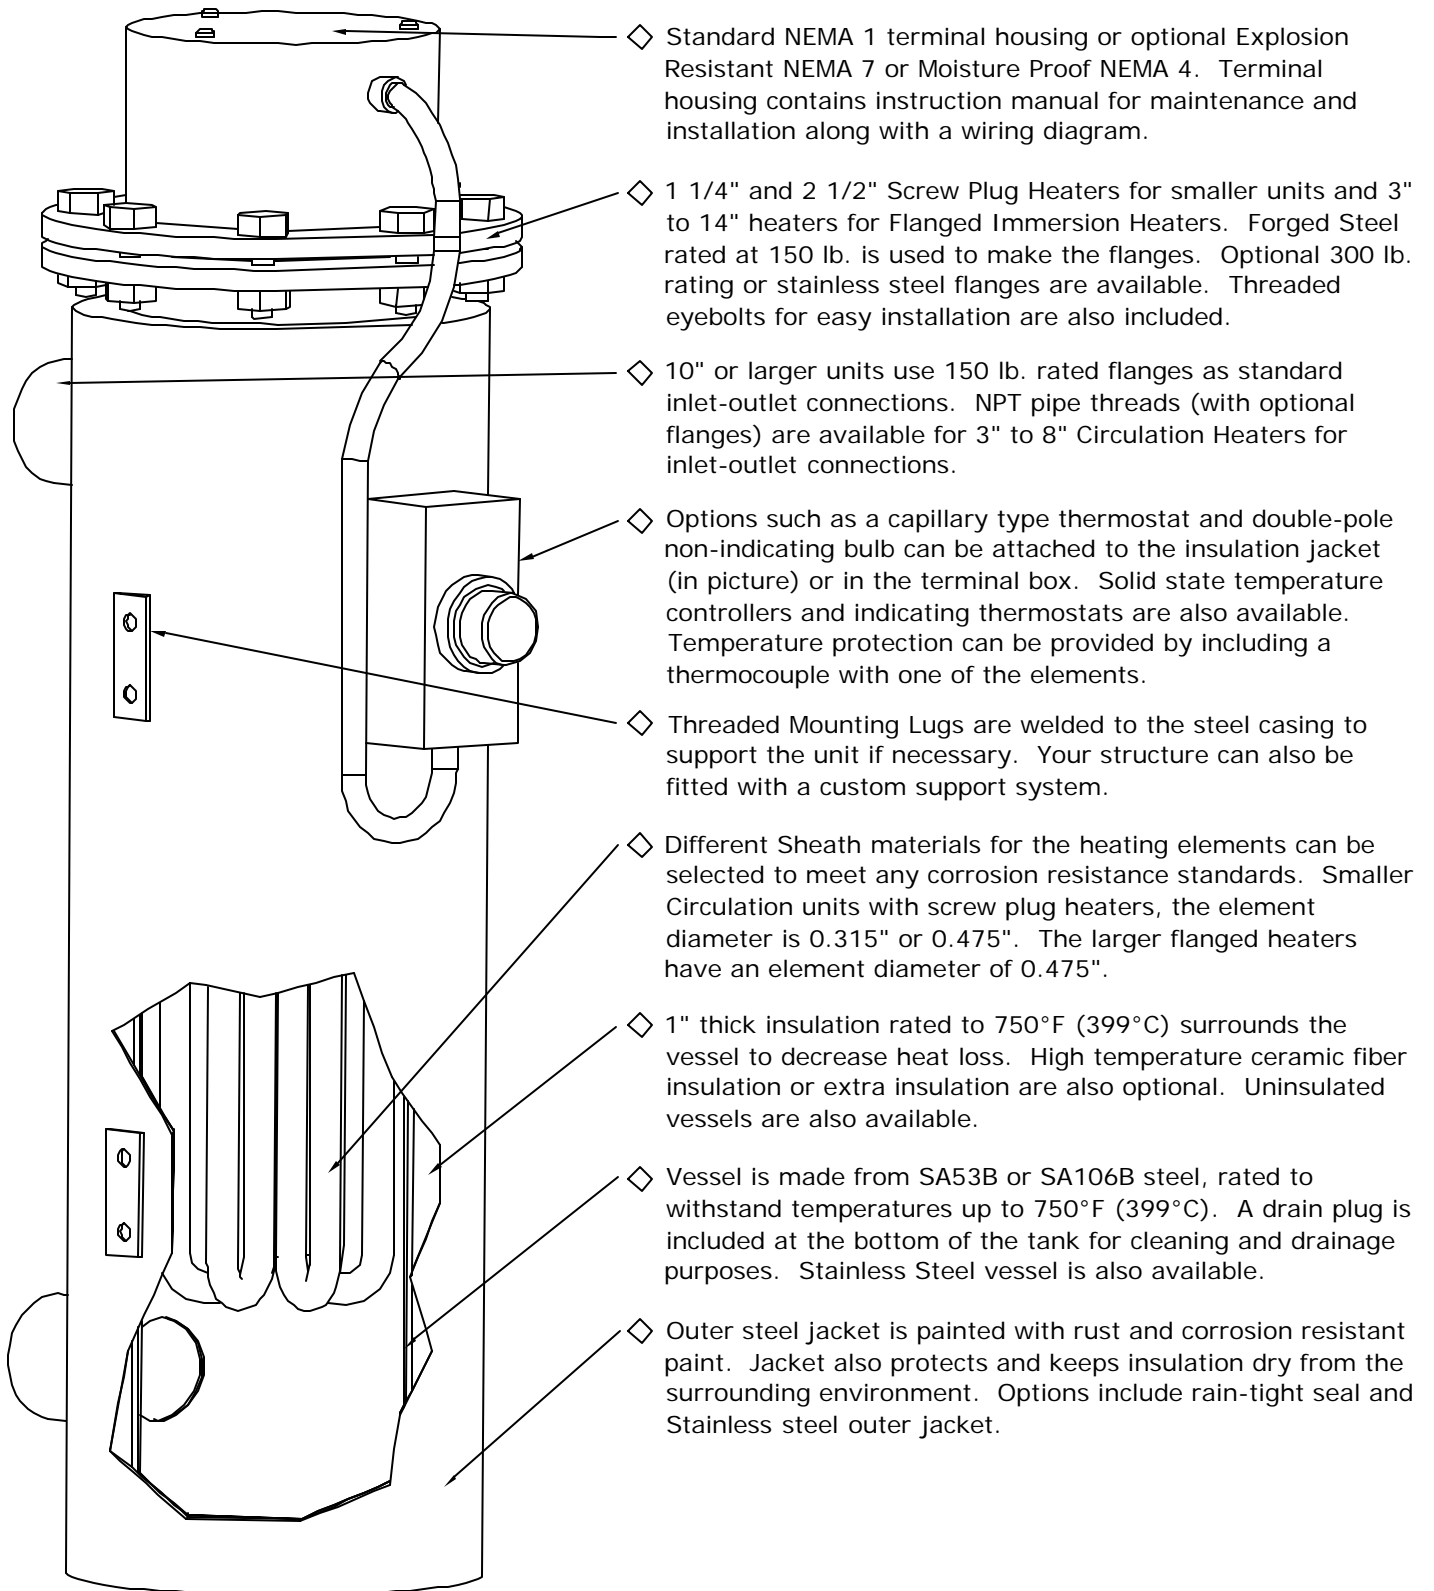 Standard NEMA 1 terminal housing or optional Explosion
Resistant NEMA 7 or Moisture Proof NEMA 4. Terminal
housing contains instruction manual for maintenance and
installation along with a wiring diagram.
1 1/4" and 2 1/2" Screw Plug Heaters for smaller units and 3"
to 14" heaters for Flanged Immersion Heaters. Forged Steel
rated at 150 lb. is used to make the flanges. Optional 300 lb.
rating or stainless steel flanges are available. Threaded
eyebolts for easy installation are also included.
10" or larger units use 150 lb. rated flanges as standard
inlet-outlet connections. NPT pipe threads (with optional
flanges) are available for 3" to 8" Circulation Heaters for
inlet-outlet connections.
Options such as a capillary type thermostat and double-pole
non-indicating bulb can be attached to the insulation jacket
(in picture) or in the terminal box. Solid state temperature
controllers and indicating thermostats are also available.
Temperature protection can be provided by including a
thermocouple with one of the elements.
Threaded Mounting Lugs are welded to the steel casing to
support the unit if necessary. Your structure can also be
fitted with a custom support system.
Different Sheath materials for the heating elements can be
selected to meet any corrosion resistance standards. Smaller
Circulation units with screw plug heaters, the element
diameter is 0.315" or 0.475". The larger flanged heaters
have an element diameter of 0.475".
1" thick insulation rated to 750°F (399°C) surrounds the
vessel to decrease heat loss. High temperature ceramic fiber
insulation or extra insulation are also optional. Uninsulated
vessels are also available.
Vessel is made from SA53B or SA106B steel, rated to
withstand temperatures up to 750°F (399°C). A drain plug is
included at the bottom of the tank for cleaning and drainage
purposes. Stainless Steel vessel is also available.
Outer steel jacket is painted with rust and corrosion resistant
paint. Jacket also protects and keeps insulation dry from the
surrounding environment. Options include rain-tight seal and
Stainless steel outer jacket.